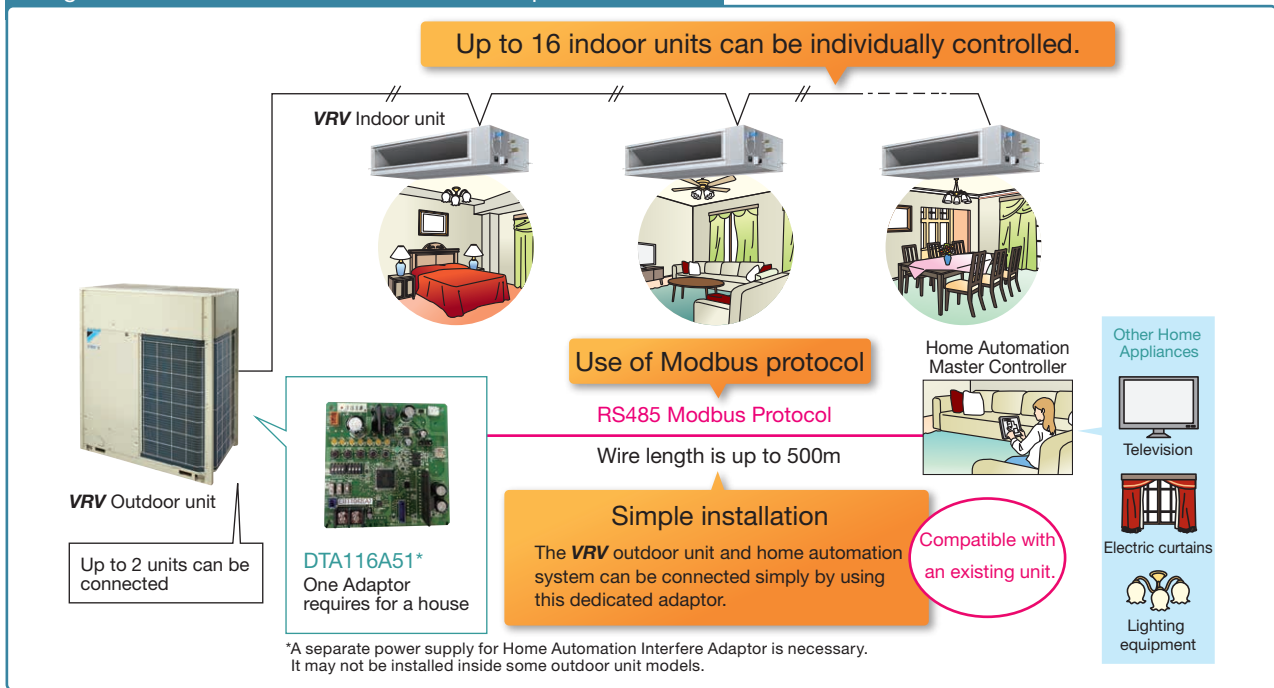 Up to 16 indoor units can be individually controlled.
VRV Indoor unit
Use of Modbus protocol
Home Automation
Master Controller
Other Home
Appliances
RS485 Modbus Protocol
Wire length is up to 500m
Television
VRV Outdoor unit
Up to 2 units can be
connected
DTA116A51*
One Adaptor
requires for a house
Simple installation
The VRV outdoor unit and home automation
system can be connected simply by using
this dedicated adaptor.
Compatible with
an existing unit.
Electric curtains
Lighting
equipment
*A separate power supply for Home Automation Interfere Adaptor is necessary.
It may not be installed inside some outdoor unit models.